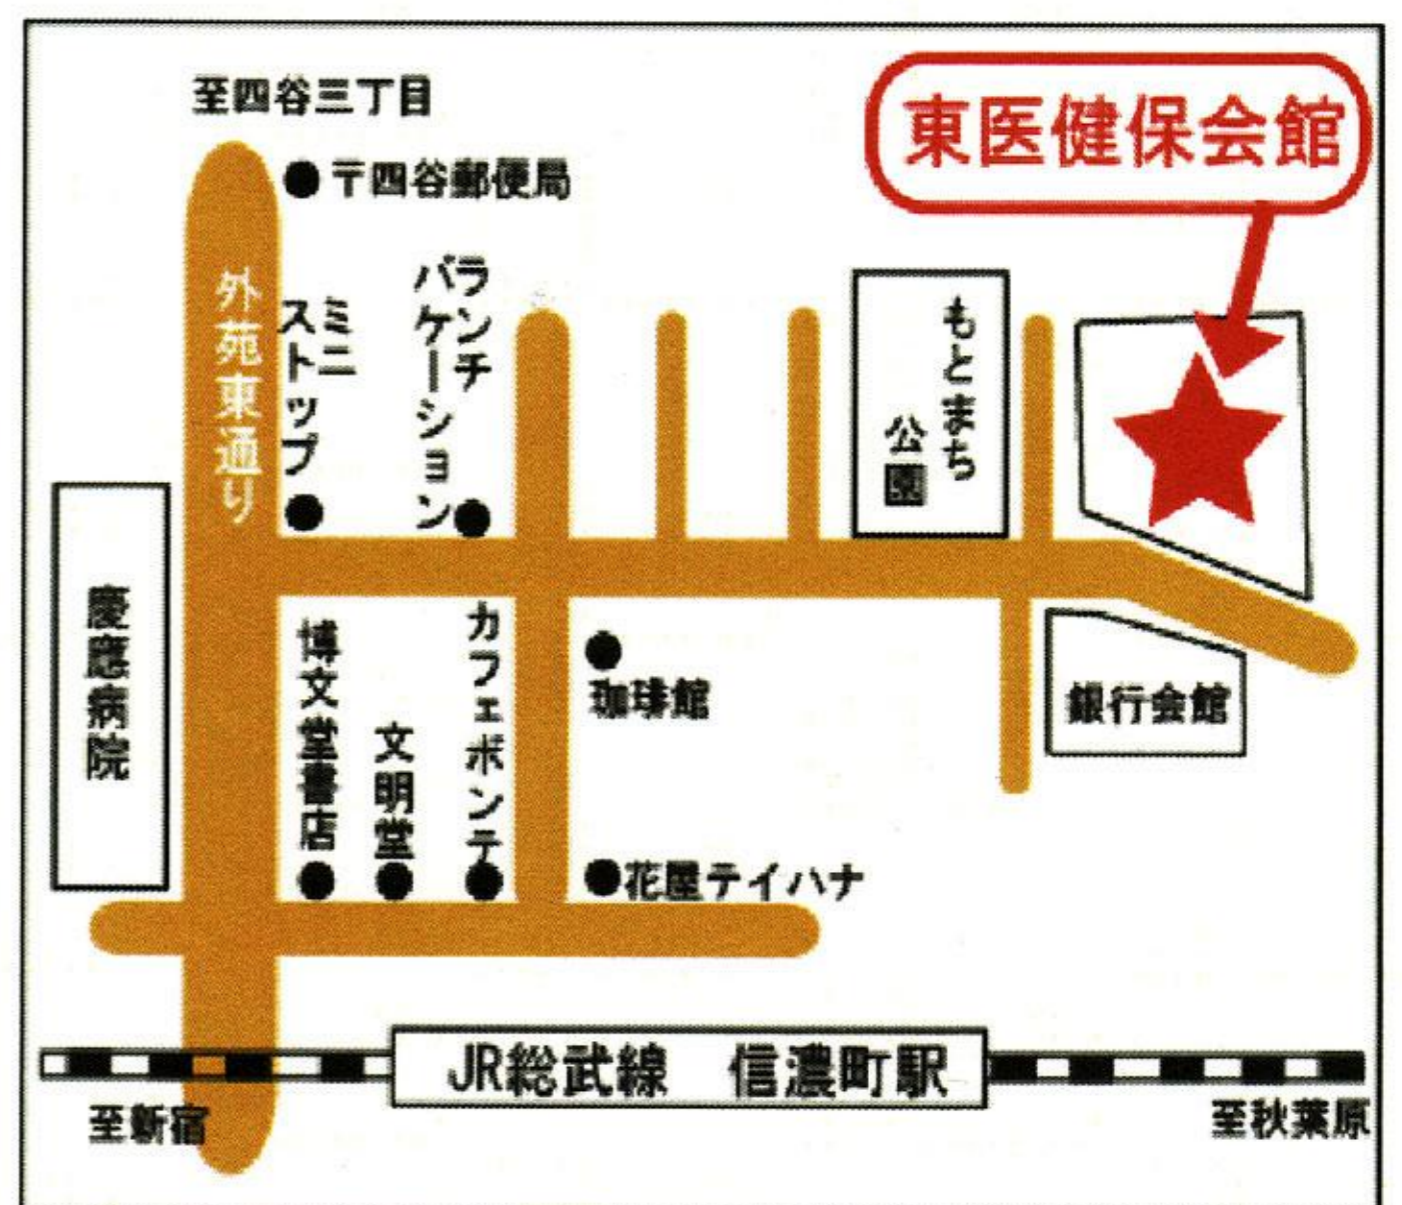 至四谷三丁目
東医健保会館
〒四谷郵便局
外苑東通り
ミニ
ストップ
ランチ
バケーション
もとまち
公園
慶應病院
博文堂書店
文明堂
カフェボンテ
珈琲館
銀行会館
花屋テイハナ
JR総武線 信濃町駅
至新宿
至秋葉原